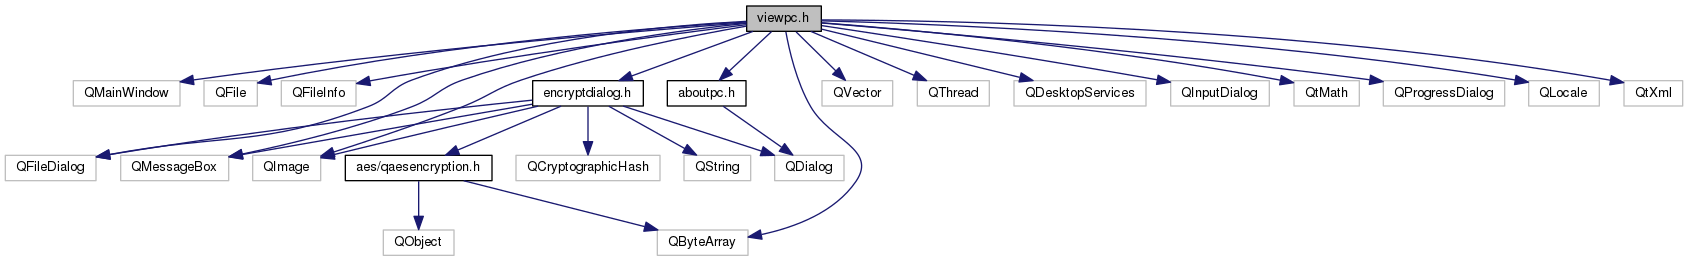 viewpc.h
QMainWindow
QFile
QFileInfo
encryptdialog.h
aboutpc.h
QVector
QThread
QDesktopServices
QInputDialog
QtMath
QProgressDialog
QLocale
QtXml
QFileDialog
QMessageBox
QImage
aes/qaesencryption.h
QCryptographicHash
QString
QDialog
QObject
QByteArray